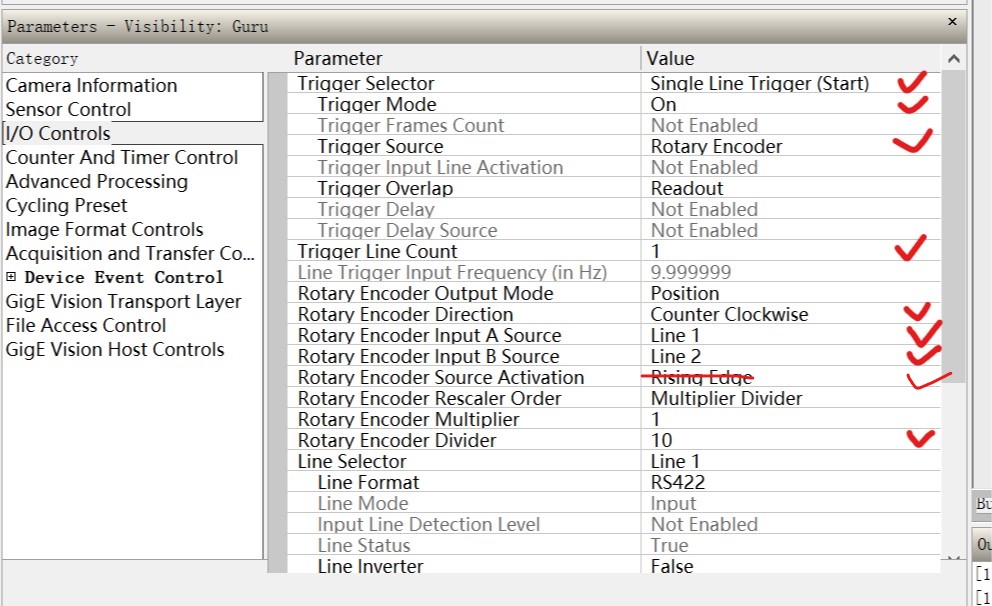 Parameters - Visibility: Guru ×
Category Parameter Value
Camera Information
Sensor Control
I/O Controls
Counter And Timer Control
Advanced Processing
Cycling Preset
Image Format Controls
Acquisition and Transfer Co...
Device Event Control
GigE Vision Transport Layer
File Access Control
GigE Vision Host Controls
Trigger Selector Single Line Trigger (Start)
Trigger Mode On
Trigger Frames Count Not Enabled
Trigger Source Rotary Encoder
Trigger Input Line Activation Not Enabled
Trigger Overlap Readout
Trigger Delay Not Enabled
Trigger Delay Source Not Enabled
Trigger Line Count 1
Line Trigger Input Frequency (in Hz) 9.999999
Rotary Encoder Output Mode Position
Rotary Encoder Direction Counter Clockwise
Rotary Encoder Input A Source Line 1
Rotary Encoder Input B Source Line 2
Rotary Encoder Source Activation Rising Edge
Rotary Encoder Rescaler Order Multiplier Divider
Rotary Encoder Multiplier 1
Rotary Encoder Divider 10
Line Selector Line 1
Line Format RS422
Line Mode Input
Input Line Detection Level Not Enabled
Line Status True
Line Inverter False
Bu
Ou
[1
[1